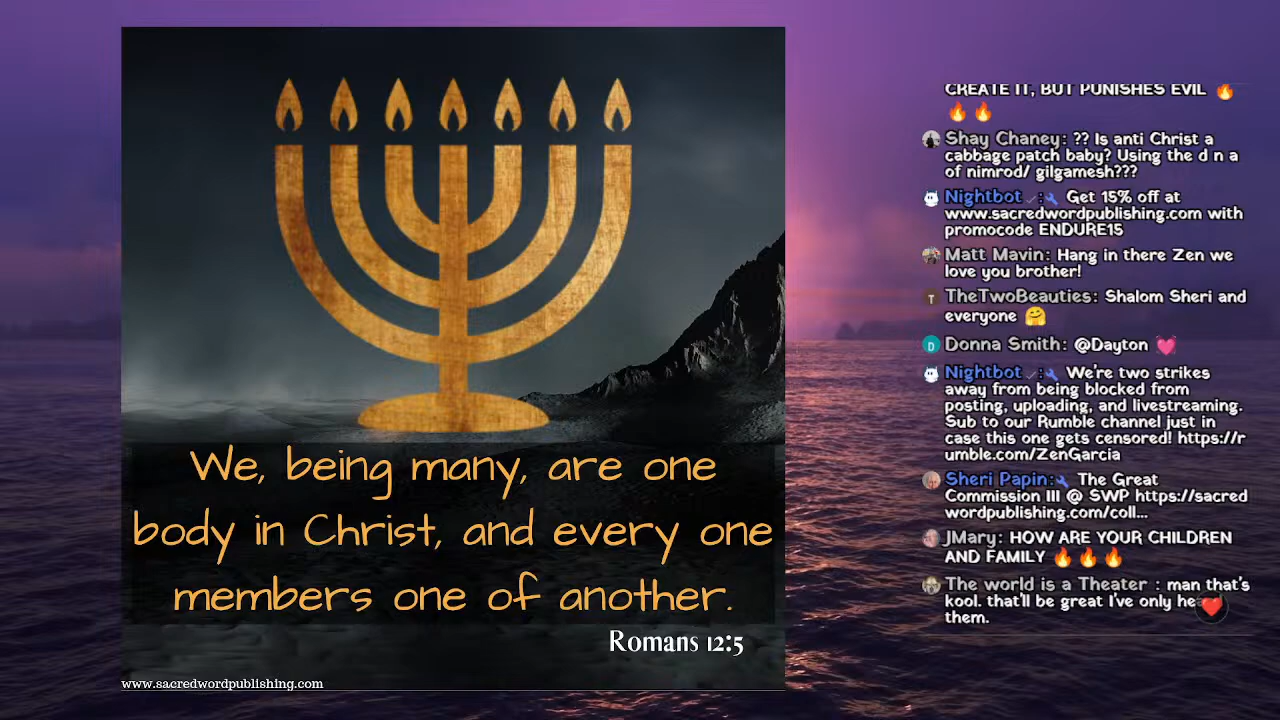 We, being many, are one
body in Christ, and every one
members one of another.
Romans 12:5
www.sacredwordpublishing.com
CREATE IT, BUT PUNISHES EVIL 🔥
🔥 🔥
Shay Chaney: ?? Is anti Christ a
cabbage patch baby? Using the d n a
of nimrod/ gilgamesh???
Nightbot : Get 15% off at
www.sacredwordpublishing.com with
promocode ENDURE15
Matt Mavin: Hang in there Zen we
love you brother!
T
TheTwoBeauties: Shalom Sheri and
everyone 🤗
D
Donna Smith: @Dayton 💓
Nightbot : We're two strikes
away from being blocked from
posting, uploading, and livestreaming.
Sub to our Rumble channel just in
case this one gets censored! https://r
umble.com/ZenGarcia
Sheri Papin: The Great
Commission III @ SWP https://sacred
wordpublishing.com/coll...
JMary: HOW ARE YOUR CHILDREN
AND FAMILY 🔥 🔥 🔥
The world is a Theater : man that's
kool. that'll be great I've only
them.